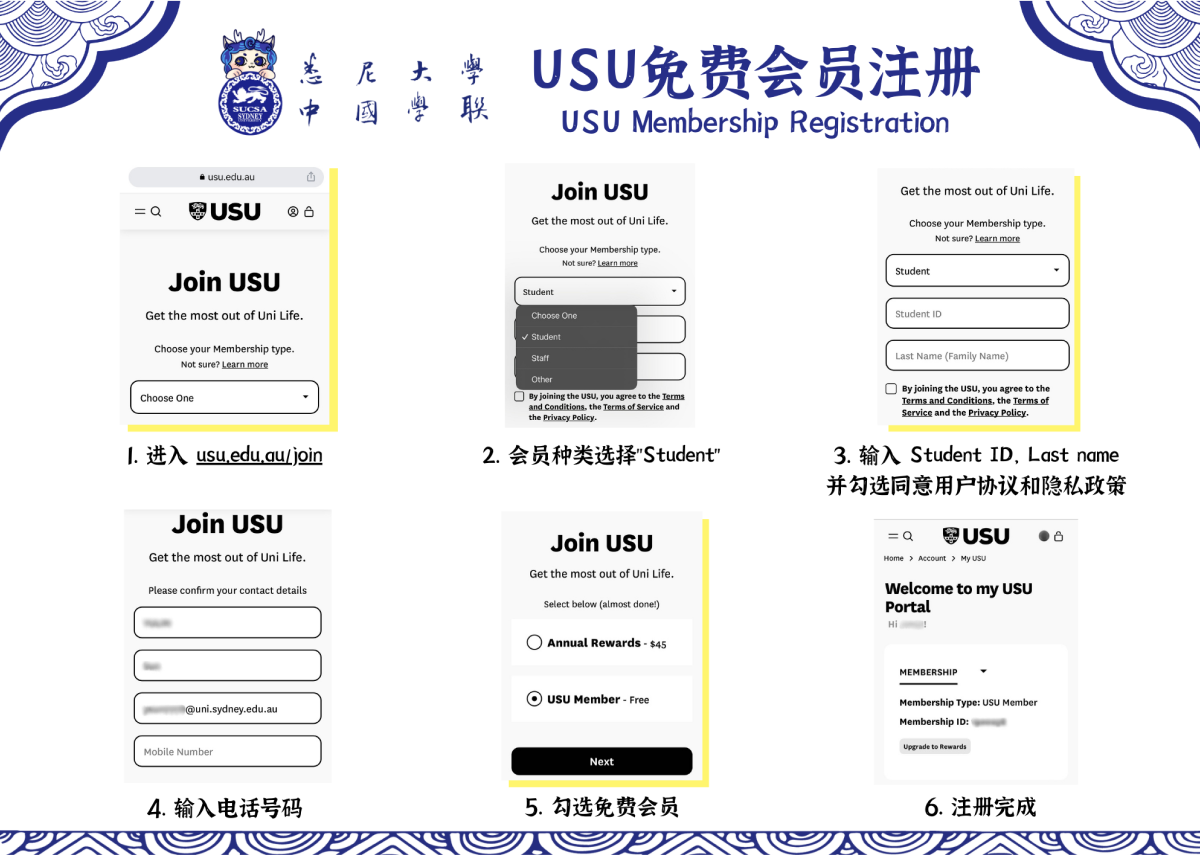 悉尼大學
中國學联
SUCSA
SYDNEY
UNIVERSITY
USU免费会员注册
USU Membership Registration
usu.edu.au
USU
Join USU
Get the most out of Uni Life.
Choose your Membership type.
Not sure? Learn more
Choose One
1. 进入 usu.edu.au/join
Join USU
Get the most out of Uni Life.
Choose your Membership type.
Not sure? Learn more
Student
Choose One
✓ Student
Staff
Other
By joining the USU, you agree to the Terms
and Conditions, the Terms of Service and
the Privacy Policy.
2. 会员种类选择"Student"
Get the most out of Uni Life.
Choose your Membership type.
Not sure? Learn more
Student
Student ID
Last Name (Family Name)
By joining the USU, you agree to the
Terms and Conditions, the Terms of
Service and the Privacy Policy.
3. 输入 Student ID, Last name
并勾选同意用户协议和隐私政策
Join USU
Get the most out of Uni Life.
Please confirm your contact details
@uni.sydney.edu.au
Mobile Number
4. 输入电话号码
Join USU
Get the most out of Uni Life.
Select below (almost done!)
Annual Rewards - $45
USU Member - Free
Next
5. 勾选免费会员
USU
Home > Account > My USU
Welcome to my USU
Portal
Hi !
MEMBERSHIP
Membership Type: USU Member
Membership ID:
Upgrade to Rewards
6. 注册完成